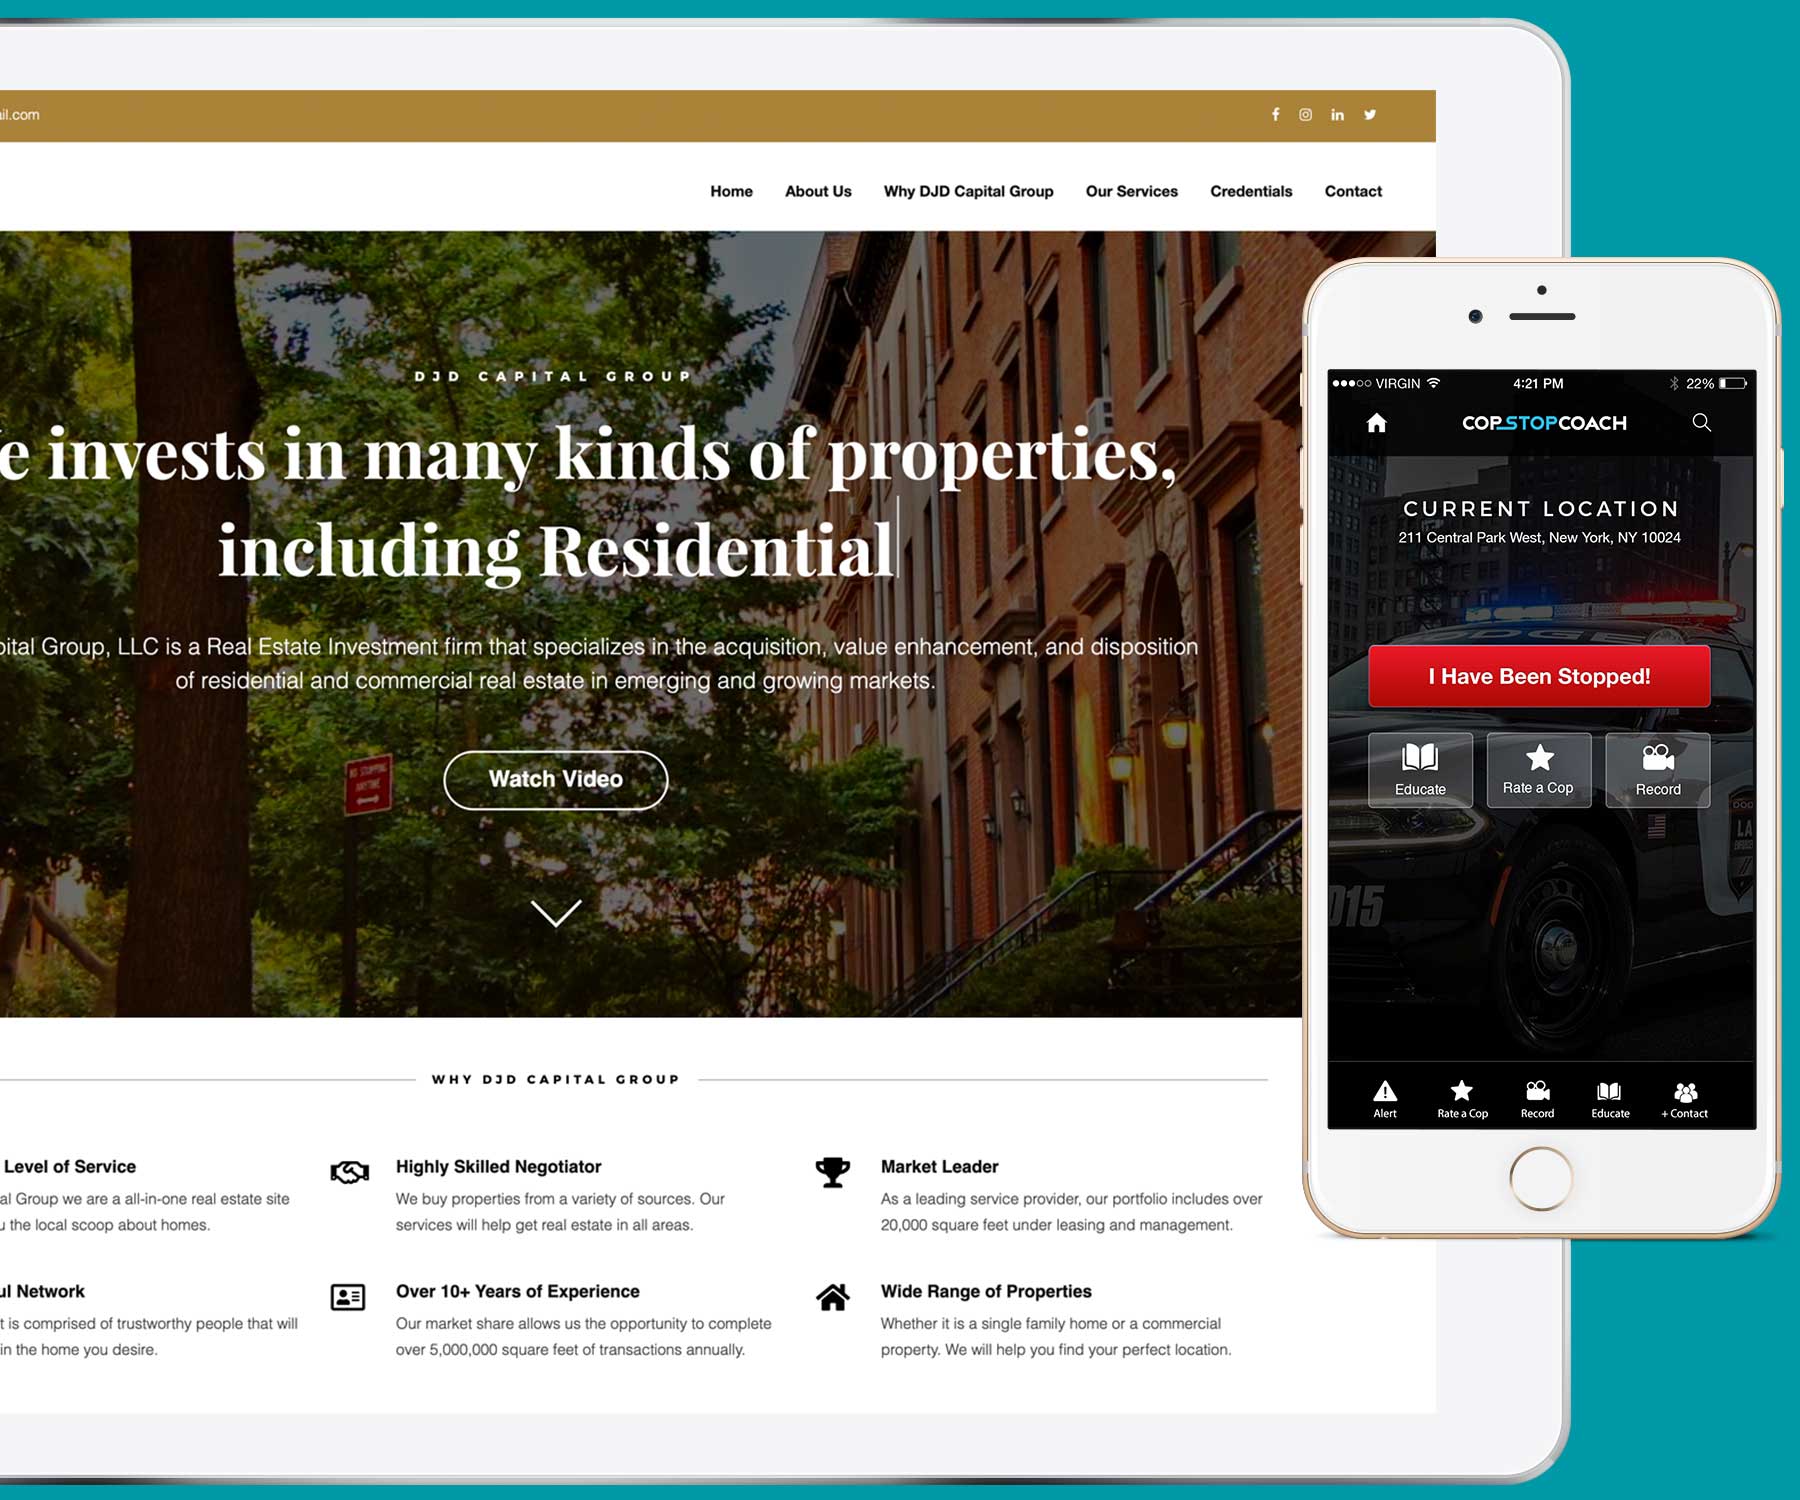 ail.com
Home About Us Why DJD Capital Group Our Services Credentials Contact
DJD CAPITAL GROUP
e invests in many kinds of properties,
including Residential
pital Group, LLC is a Real Estate Investment firm that specializes in the acquisition, value enhancement, and disposition
of residential and commercial real estate in emerging and growing markets.
NO STOPPING
ANYTIME
Watch Video
WHY DJD CAPITAL GROUP
Level of Service
al Group we are a all-in-one real estate site
u the local scoop about homes.
Highly Skilled Negotiator
We buy properties from a variety of sources. Our
services will help get real estate in all areas.
Market Leader
As a leading service provider, our portfolio includes over
20,000 square feet under leasing and management.
ul Network
t is comprised of trustworthy people that will
in the home you desire.
Over 10+ Years of Experience
Our market share allows us the opportunity to complete
over 5,000,000 square feet of transactions annually.
Wide Range of Properties
Whether it is a single family home or a commercial
property. We will help you find your perfect location.
VIRGIN 4:21 PM 22%
COPSTOPCOACH
CURRENT LOCATION
211 Central Park West, New York, NY 10024
DODGE
I Have Been Stopped!
Educate Rate a Cop Record
015
Alert Rate a Cop Record Educate + Contact